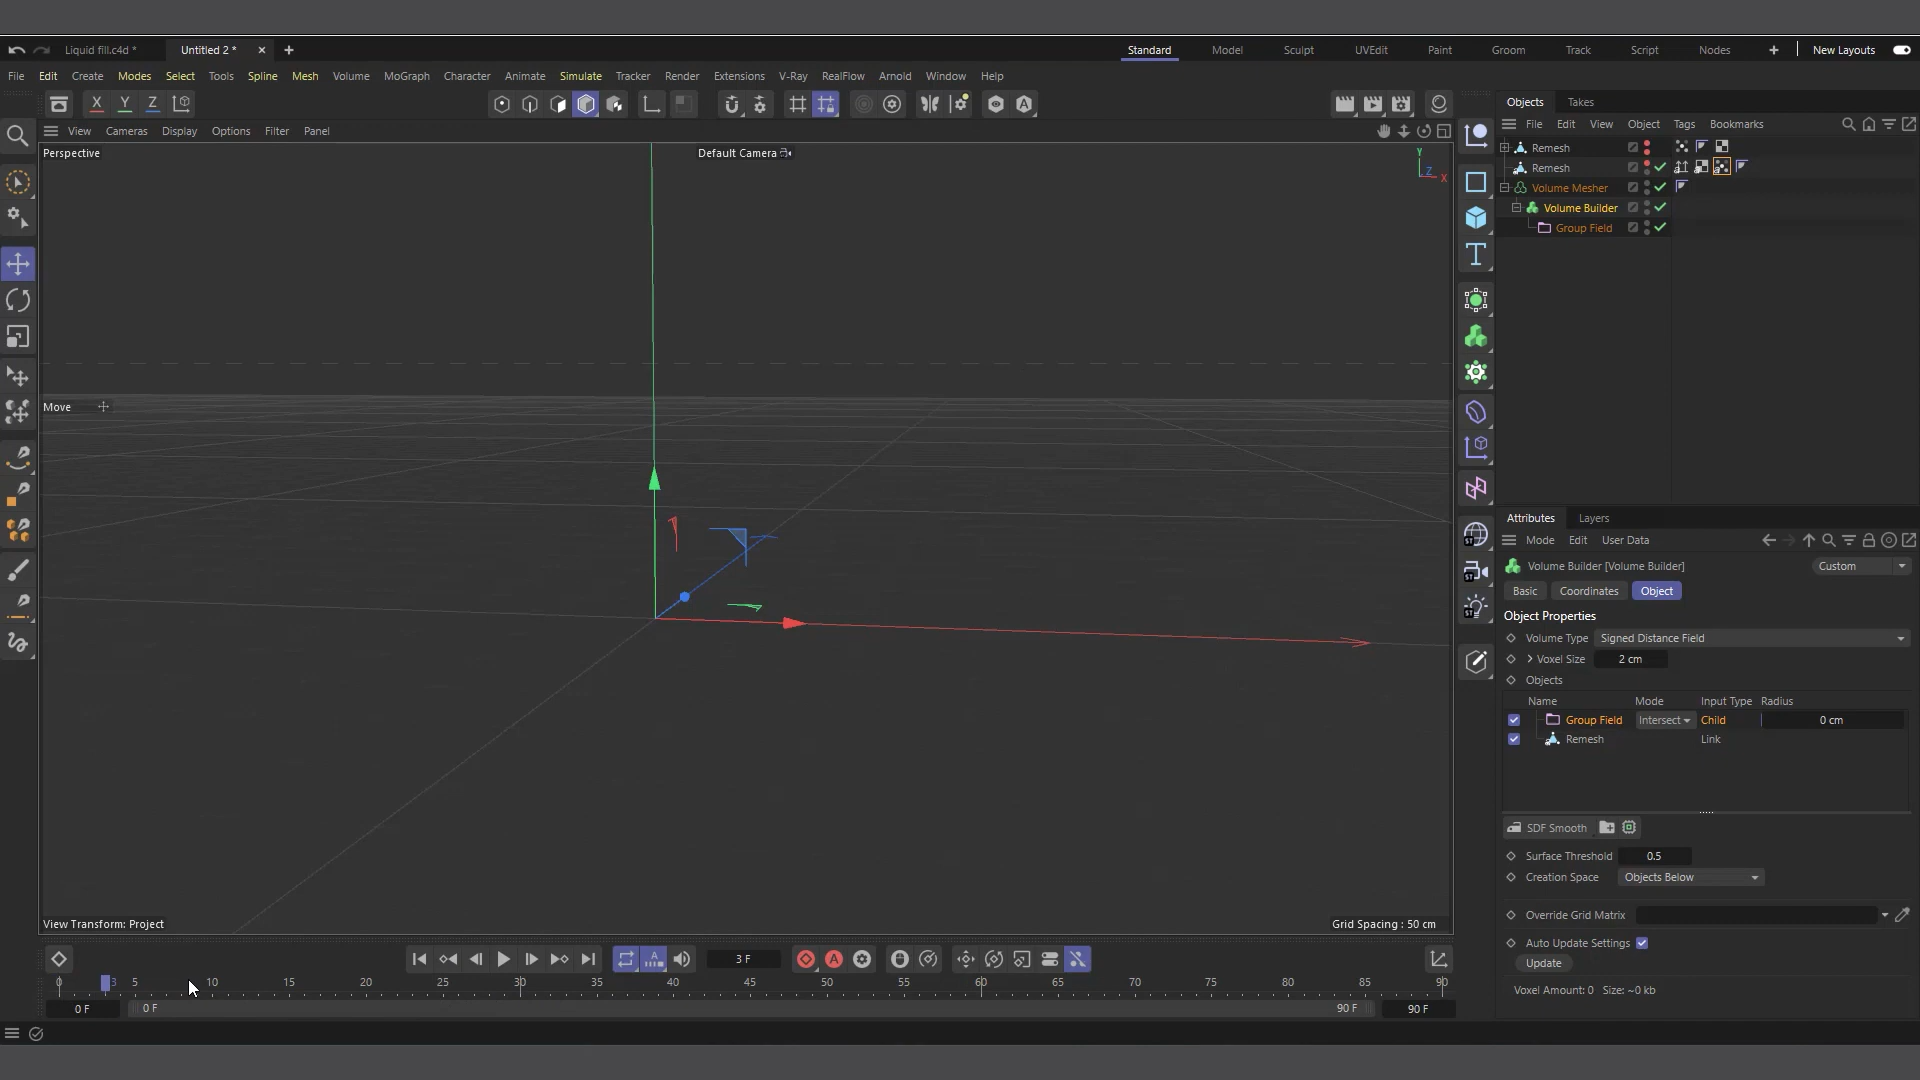 Liquid fill.c4d *
Untitled 2 *
Standard
Model
Sculpt
UVEdit
Paint
Groom
Track
Script
Nodes
New Layouts
File Edit Create Modes Select Tools Spline Mesh Volume MoGraph Character Animate Simulate Tracker Render Extensions V-Ray RealFlow Arnold Window Help
X Y Z
Objects Takes
View Cameras Display Options Filter Panel
File Edit View Object Tags Bookmarks
Perspective
Default Camera
Y
Z
X
Remesh
Remesh
Volume Mesher
Volume Builder
Group Field
Move
Attributes Layers
Mode Edit User Data
Volume Builder [Volume Builder]
Custom
Basic Coordinates Object
Object Properties
Volume Type Signed Distance Field
Voxel Size 2 cm
Objects
Name Mode Input Type Radius
Group Field Intersect Child 0 cm
Remesh Link
SDF Smooth
Surface Threshold 0.5
Creation Space Objects Below
Override Grid Matrix
Auto Update Settings
Update
Voxel Amount: 0 Size: ~0 kb
View Transform: Project
Grid Spacing : 50 cm
3 F
0 3 5 10 15 20 25 30 35 40 45 50 55 60 65 70 75 80 85 90
0 F 0 F 90 F 90 F